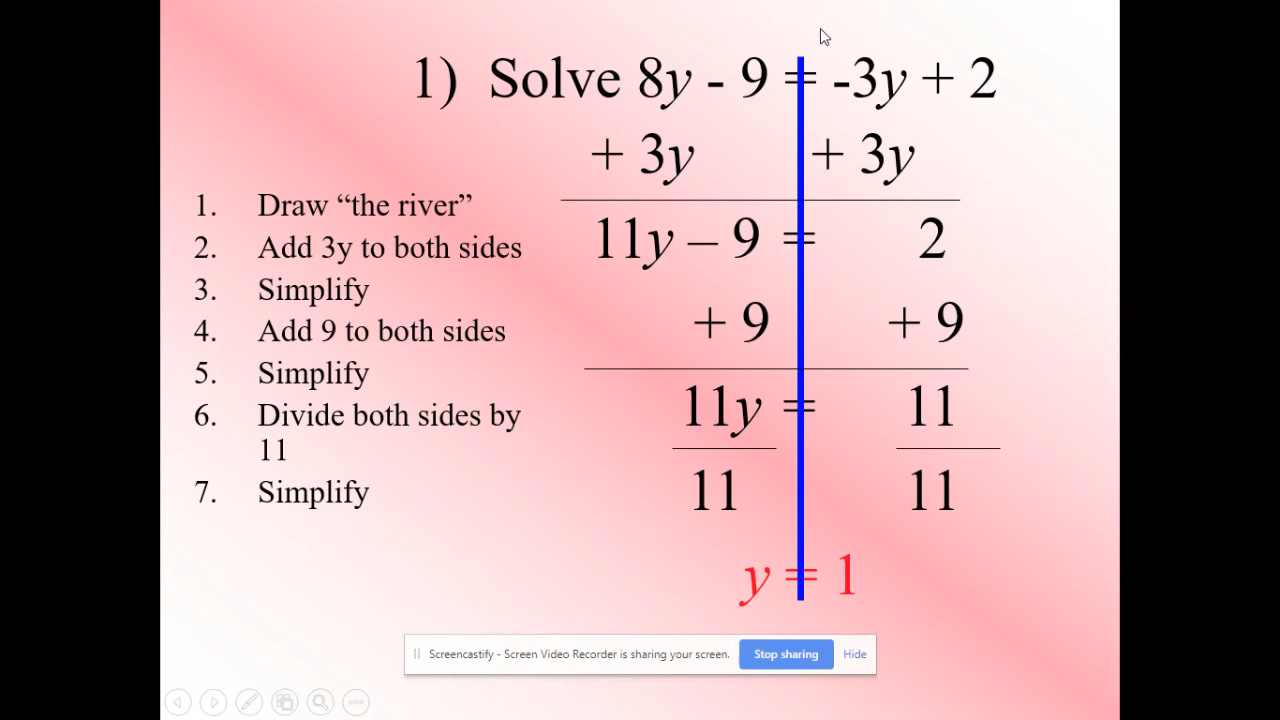 1) Solve 8y - 9 = -3y + 2
+ 3y + 3y
1. Draw “the river”
2. Add 3y to both sides
3. Simplify
4. Add 9 to both sides
5. Simplify
6. Divide both sides by
11
7. Simplify
11y – 9 = 2
+ 9 + 9
11y = 11
11 11
y = 1
Screencastify - Screen Video Recorder is sharing your screen. Stop sharing Hide